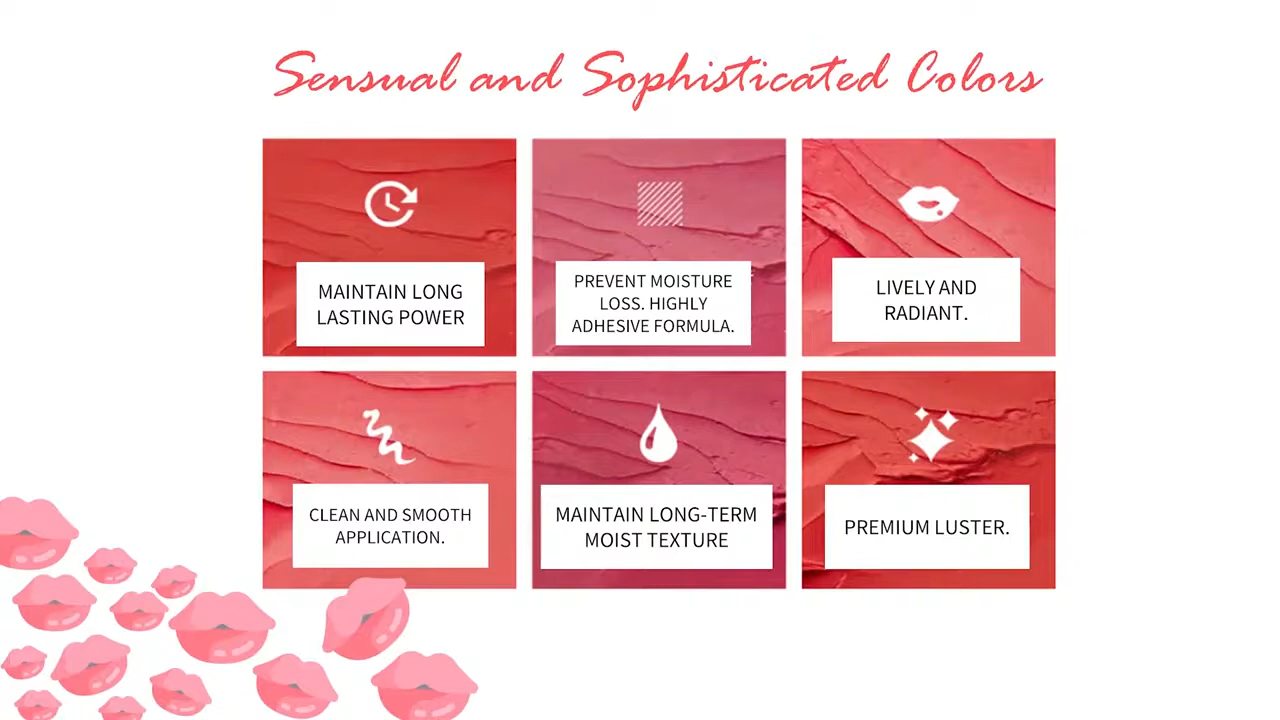 Sensual and Sophisticated Colors
MAINTAIN LONG
LASTING POWER
PREVENT MOISTURE
LOSS. HIGHLY
ADHESIVE FORMULA.
LIVELY AND
RADIANT.
CLEAN AND SMOOTH
APPLICATION.
MAINTAIN LONG-TERM
MOIST TEXTURE
PREMIUM LUSTER.